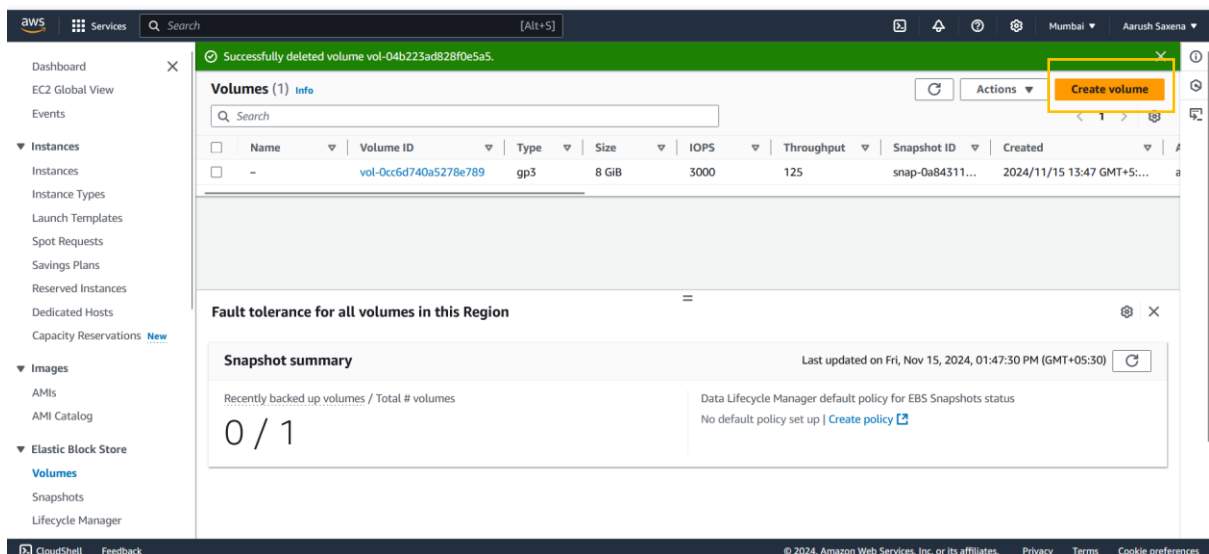 aws Services Search [Alt+S] Mumbai ▼ Aarush Saxena ▼
Successfully deleted volume vol-04b223ad828f0e5a5.
Dashboard
EC2 Global View
Events
Instances
Instances
Instance Types
Launch Templates
Spot Requests
Savings Plans
Reserved Instances
Dedicated Hosts
Capacity Reservations New
Images
AMIs
AMI Catalog
Elastic Block Store
Volumes
Snapshots
Lifecycle Manager
Volumes (1) Info Actions ▼ Create volume
Search < 1 >
Name Volume ID Type Size IOPS Throughput Snapshot ID Created
– vol-0cc6d740a5278e789 gp3 8 GiB 3000 125 snap-0a84311... 2024/11/15 13:47 GMT+5:...
Fault tolerance for all volumes in this Region
Snapshot summary Last updated on Fri, Nov 15, 2024, 01:47:30 PM (GMT+05:30)
Recently backed up volumes / Total # volumes
0 / 1
Data Lifecycle Manager default policy for EBS Snapshots status
No default policy set up | Create policy
CloudShell Feedback © 2024, Amazon Web Services, Inc. or its affiliates. Privacy Terms Cookie preferences